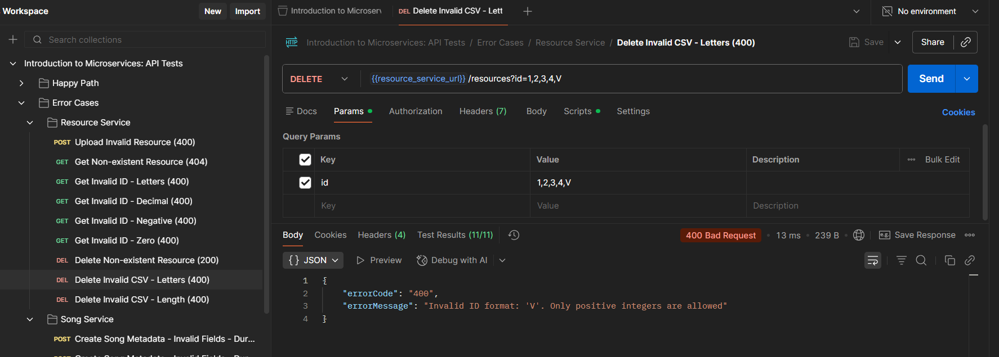 Workspace
New
Import
Introduction to Microserv
DEL Delete Invalid CSV - Lett
No environment
Search collections
Introduction to Microservices: API Tests
Happy Path
Error Cases
Resource Service
POST Upload Invalid Resource (400)
GET Get Non-existent Resource (404)
GET Get Invalid ID - Letters (400)
GET Get Invalid ID - Decimal (400)
GET Get Invalid ID - Negative (400)
GET Get Invalid ID - Zero (400)
DEL Delete Non-existent Resource (200)
DEL Delete Invalid CSV - Letters (400)
DEL Delete Invalid CSV - Length (400)
Song Service
POST Create Song Metadata - Invalid Fields - Dur...
HTTP Introduction to Microservices: API Tests / Error Cases / Resource Service / Delete Invalid CSV - Letters (400)
Save
Share
DELETE {{resource_service_url}} /resources?id=1,2,3,4,V
Send
Docs Params Authorization Headers (7) Body Scripts Settings
Cookies
Query Params
Key Value Description Bulk Edit
id 1,2,3,4,V
Key Value Description
Body Cookies Headers (4) Test Results (11/11)
400 Bad Request • 13 ms • 239 B
e.g. Save Response
{} JSON Preview Debug with AI
1 {
2 "errorCode": "400",
3 "errorMessage": "Invalid ID format: 'V'. Only positive integers are allowed"
4 }